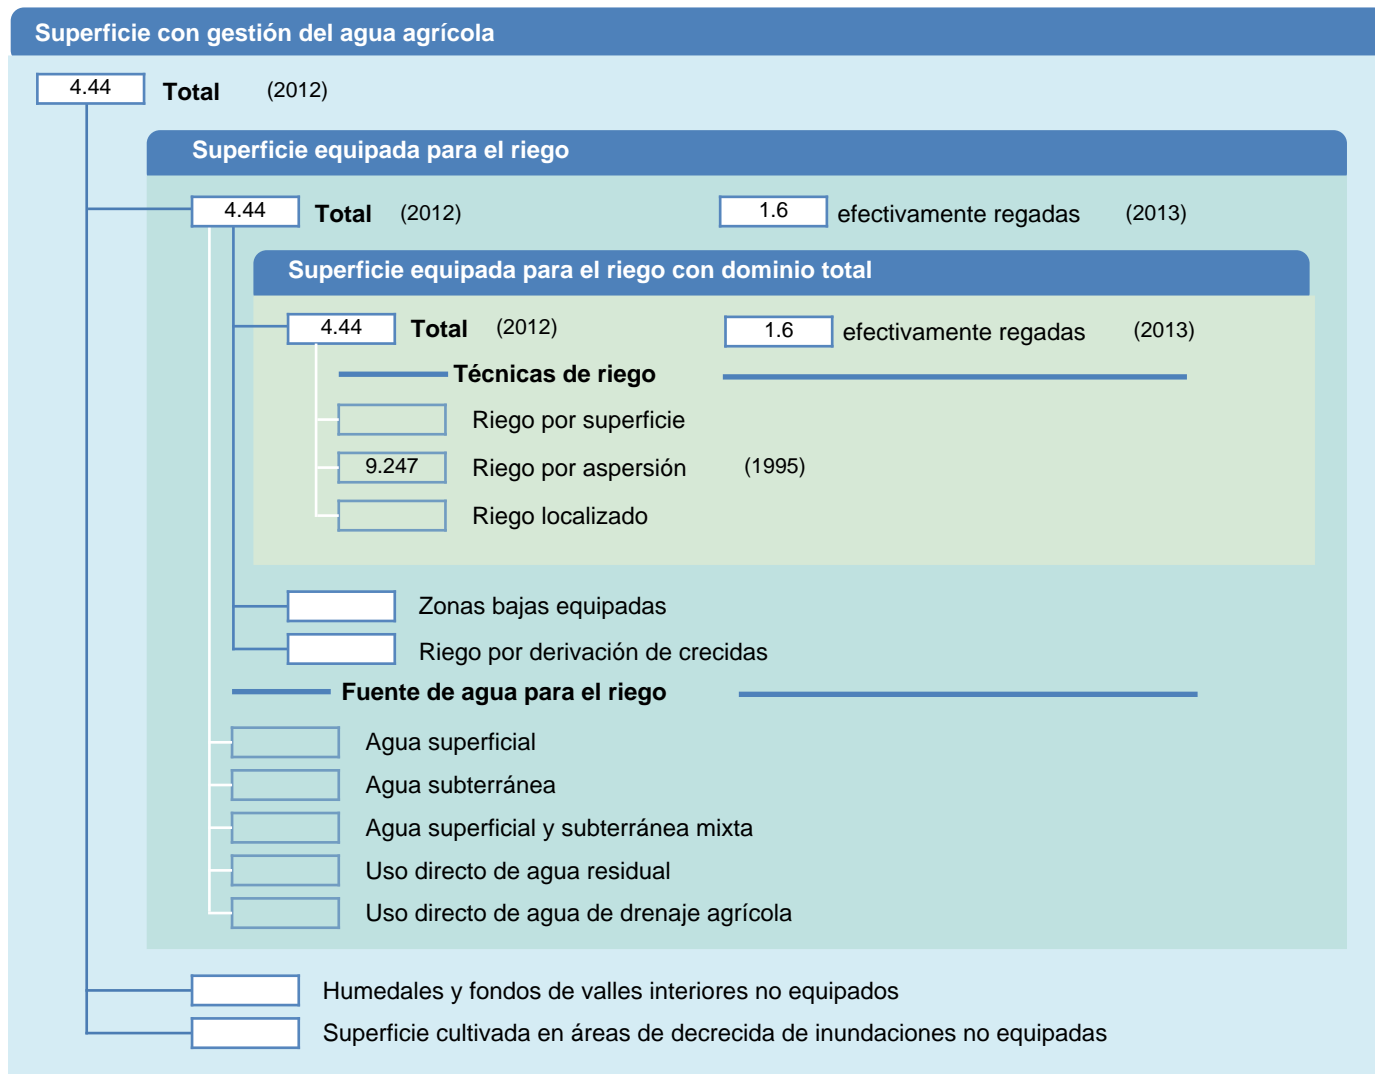 Superficie con gestión del agua agrícola
4.44 Total (2012)
Superficie equipada para el riego
4.44 Total (2012) 1.6 efectivamente regadas (2013)
Superficie equipada para el riego con dominio total
4.44 Total (2012) 1.6 efectivamente regadas (2013)
Técnicas de riego
Riego por superficie
9.247 Riego por aspersión (1995)
Riego localizado
Zonas bajas equipadas
Riego por derivación de crecidas
Fuente de agua para el riego
Agua superficial
Agua subterránea
Agua superficial y subterránea mixta
Uso directo de agua residual
Uso directo de agua de drenaje agrícola
Humedales y fondos de valles interiores no equipados
Superficie cultivada en áreas de decrecida de inundaciones no equipadas